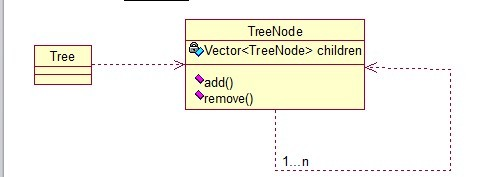 Tree
TreeNode
Vector<TreeNode> children
add()
remove()
1...n